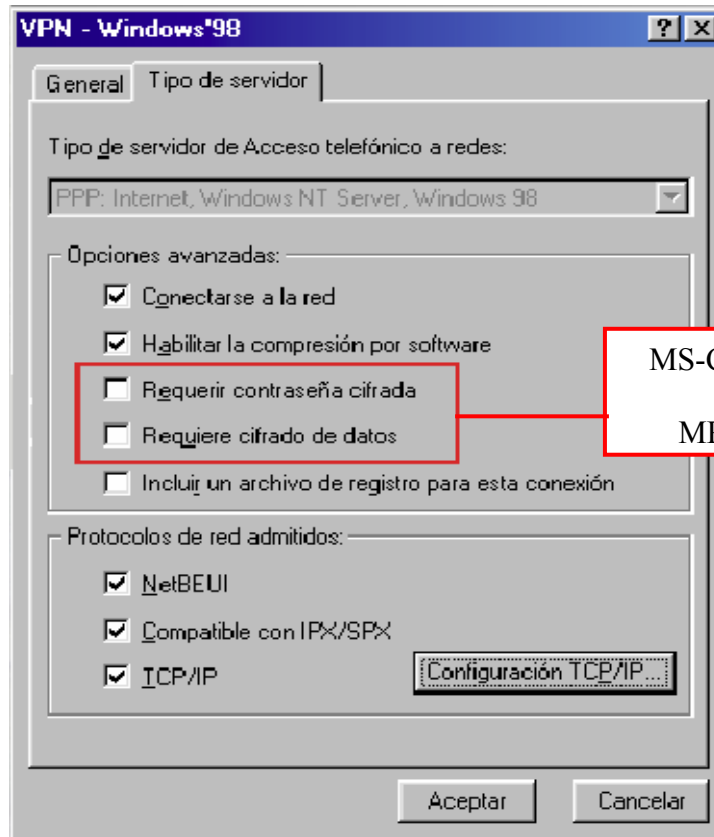 VPN - Windows'98
General Tipo de servidor
Tipo de servidor de Acceso telefónico a redes:
PPP: Internet, Windows NT Server, Windows 98
Opciones avanzadas:
Conectarse a la red
Habilitar la compresión por software
Requerir contraseña cifrada
Requiere cifrado de datos
Incluir un archivo de registro para esta conexión
Protocolos de red admitidos:
NetBEUI
Compatible con IPX/SPX
TCP/IP
Configuración TCP/IP...
Aceptar Cancelar